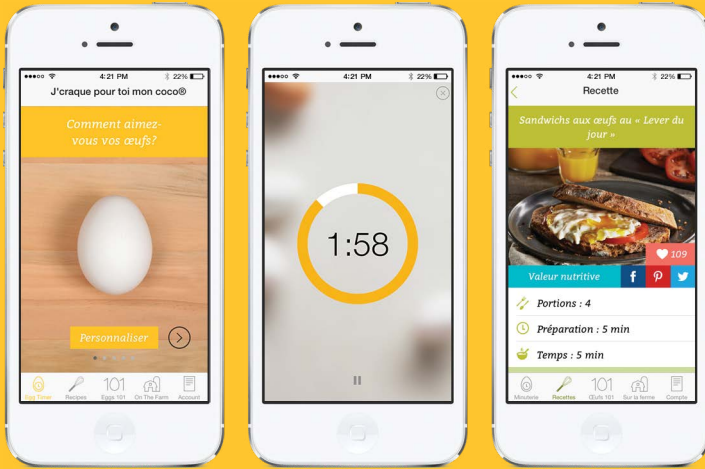 4:21 PM
22%
J'craque pour toi mon coco®
Comment aimez-
vous vos œufs?
Personnaliser
Egg Timer
Recipes
101
Eggs 101
On The Farm
Account
4:21 PM
22%
1:58
4:21 PM
22%
Recette
Sandwichs aux œufs au « Lever du
jour »
109
Valeur nutritive
f
Portions : 4
Préparation : 5 min
Temps : 5 min
Minuterie
Recettes
101
Œufs 101
Sur la ferme
Compte